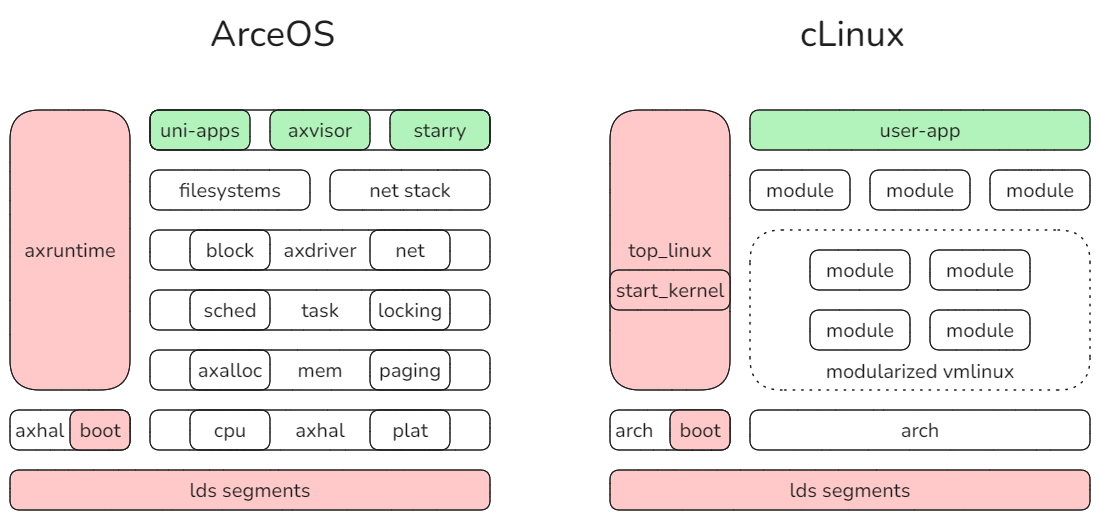 ArceOS
uni-apps axvisor starry
filesystems net stack
axruntime
block axdriver net
sched task locking
axalloc mem paging
axhal boot cpu axhal plat
lds segments
cLinux
user-app
module module module
top_linux
start_kernel
module module
module module
modularized vmlinux
arch boot arch
lds segments